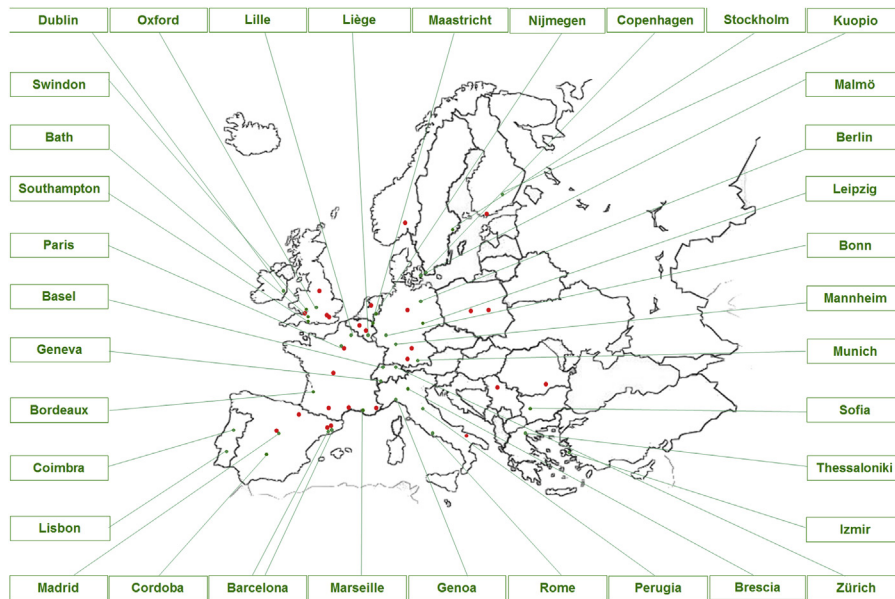 Dublin Oxford Lille Liège Maastricht Nijmegen Copenhagen Stockholm Kuopio
Swindon Malmö
Bath Berlin
Southampton Leipzig
Paris Bonn
Basel Mannheim
Geneva Munich
Bordeaux Sofia
Coimbra Thessaloniki
Lisbon Izmir
Madrid Cordoba Barcelona Marseille Genoa Rome Perugia Brescia Zürich